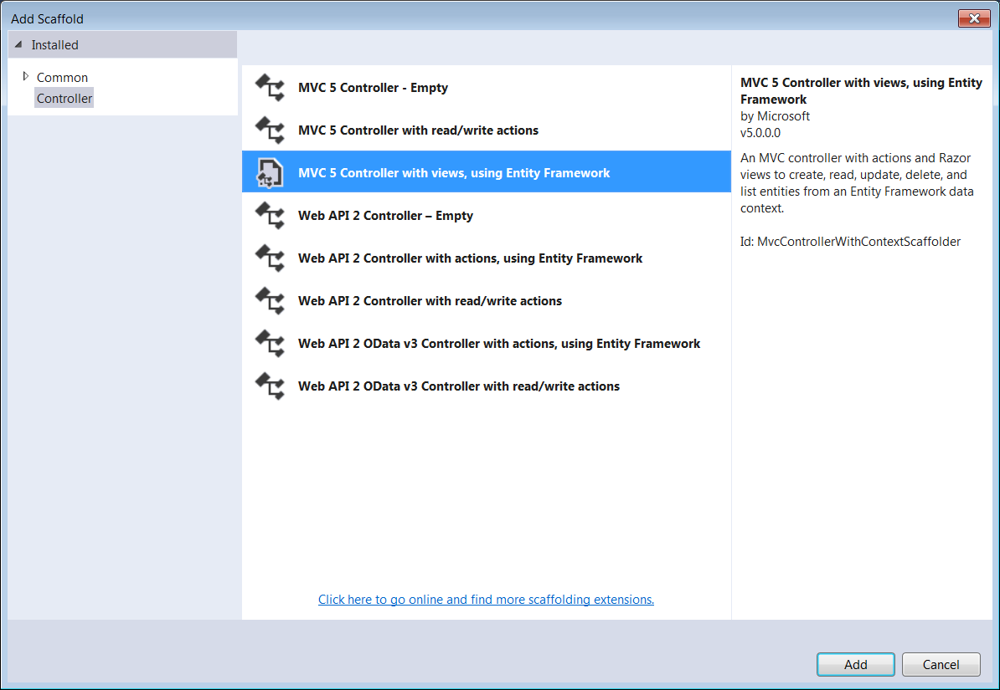 Add Scaffold
Installed
Common
Controller
MVC 5 Controller - Empty
MVC 5 Controller with read/write actions
MVC 5 Controller with views, using Entity Framework
Web API 2 Controller – Empty
Web API 2 Controller with actions, using Entity Framework
Web API 2 Controller with read/write actions
Web API 2 OData v3 Controller with actions, using Entity Framework
Web API 2 OData v3 Controller with read/write actions
Click here to go online and find more scaffolding extensions.
MVC 5 Controller with views, using Entity
Framework
by Microsoft
v5.0.0.0
An MVC controller with actions and Razor
views to create, read, update, delete, and
list entities from an Entity Framework data
context.
Id: MvcControllerWithContextScaffolder
Add
Cancel